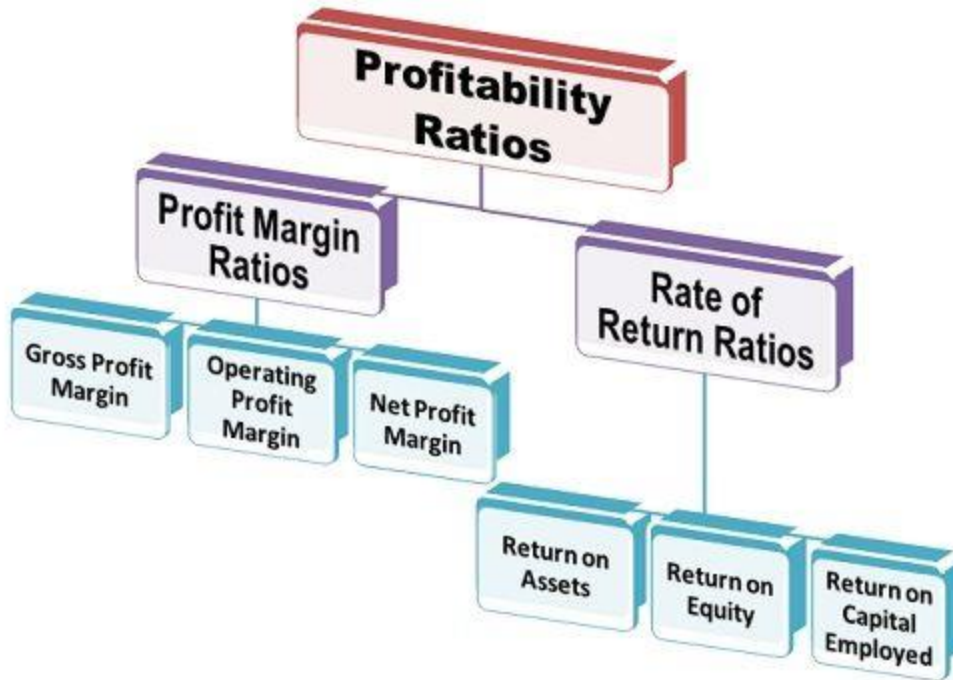 Profitability
Ratios
Profit Margin
Ratios
Rate of
Return Ratios
Gross Profit
Margin
Operating
Profit
Margin
Net Profit
Margin
Return on
Assets
Return on
Equity
Return on
Capital
Employed